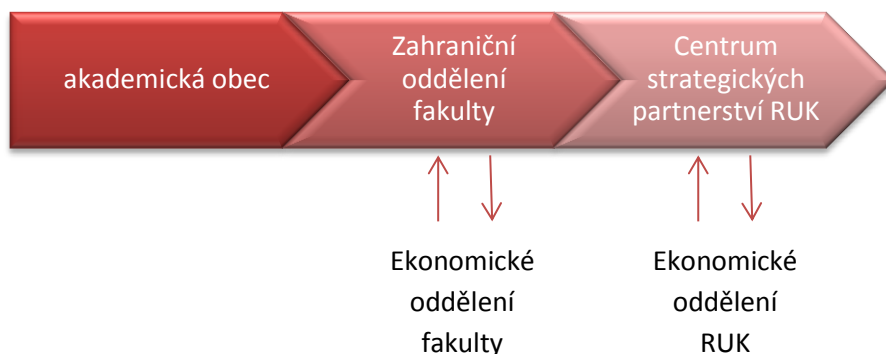 akademická obec
Zahraniční
oddělení
fakulty
Centrum
strategických
partnerství RUK
Ekonomické
oddělení
fakulty
Ekonomické
oddělení
RUK